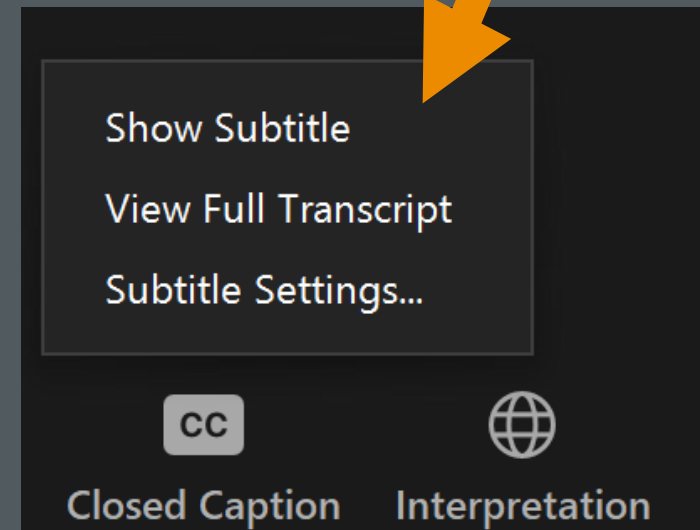 Show Subtitle
View Full Transcript
Subtitle Settings...
CC
Closed Caption
Interpretation